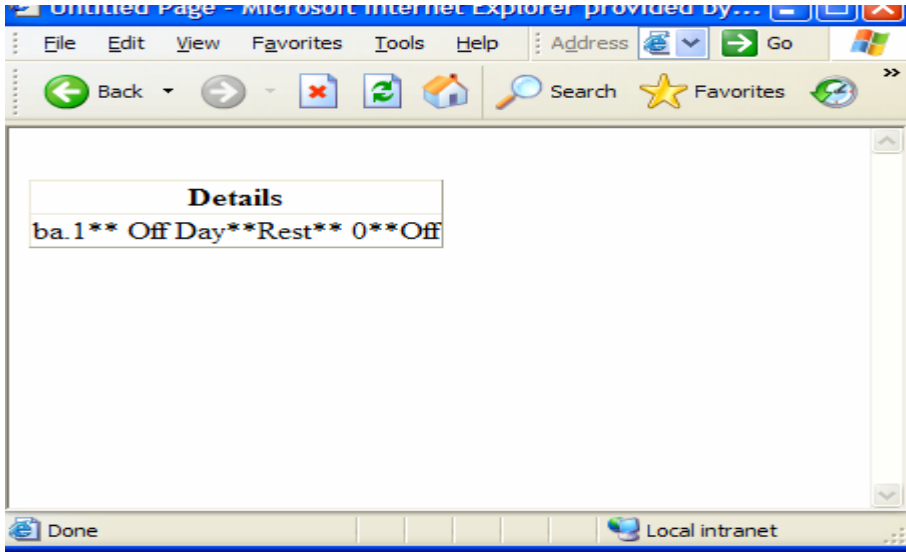 Untitled Page - Microsoft Internet Explorer provided by...
File Edit View Favorites Tools Help Address Go
Back Search Favorites »
Details
ba.1** Off Day**Rest** 0**Off
Done Local intranet